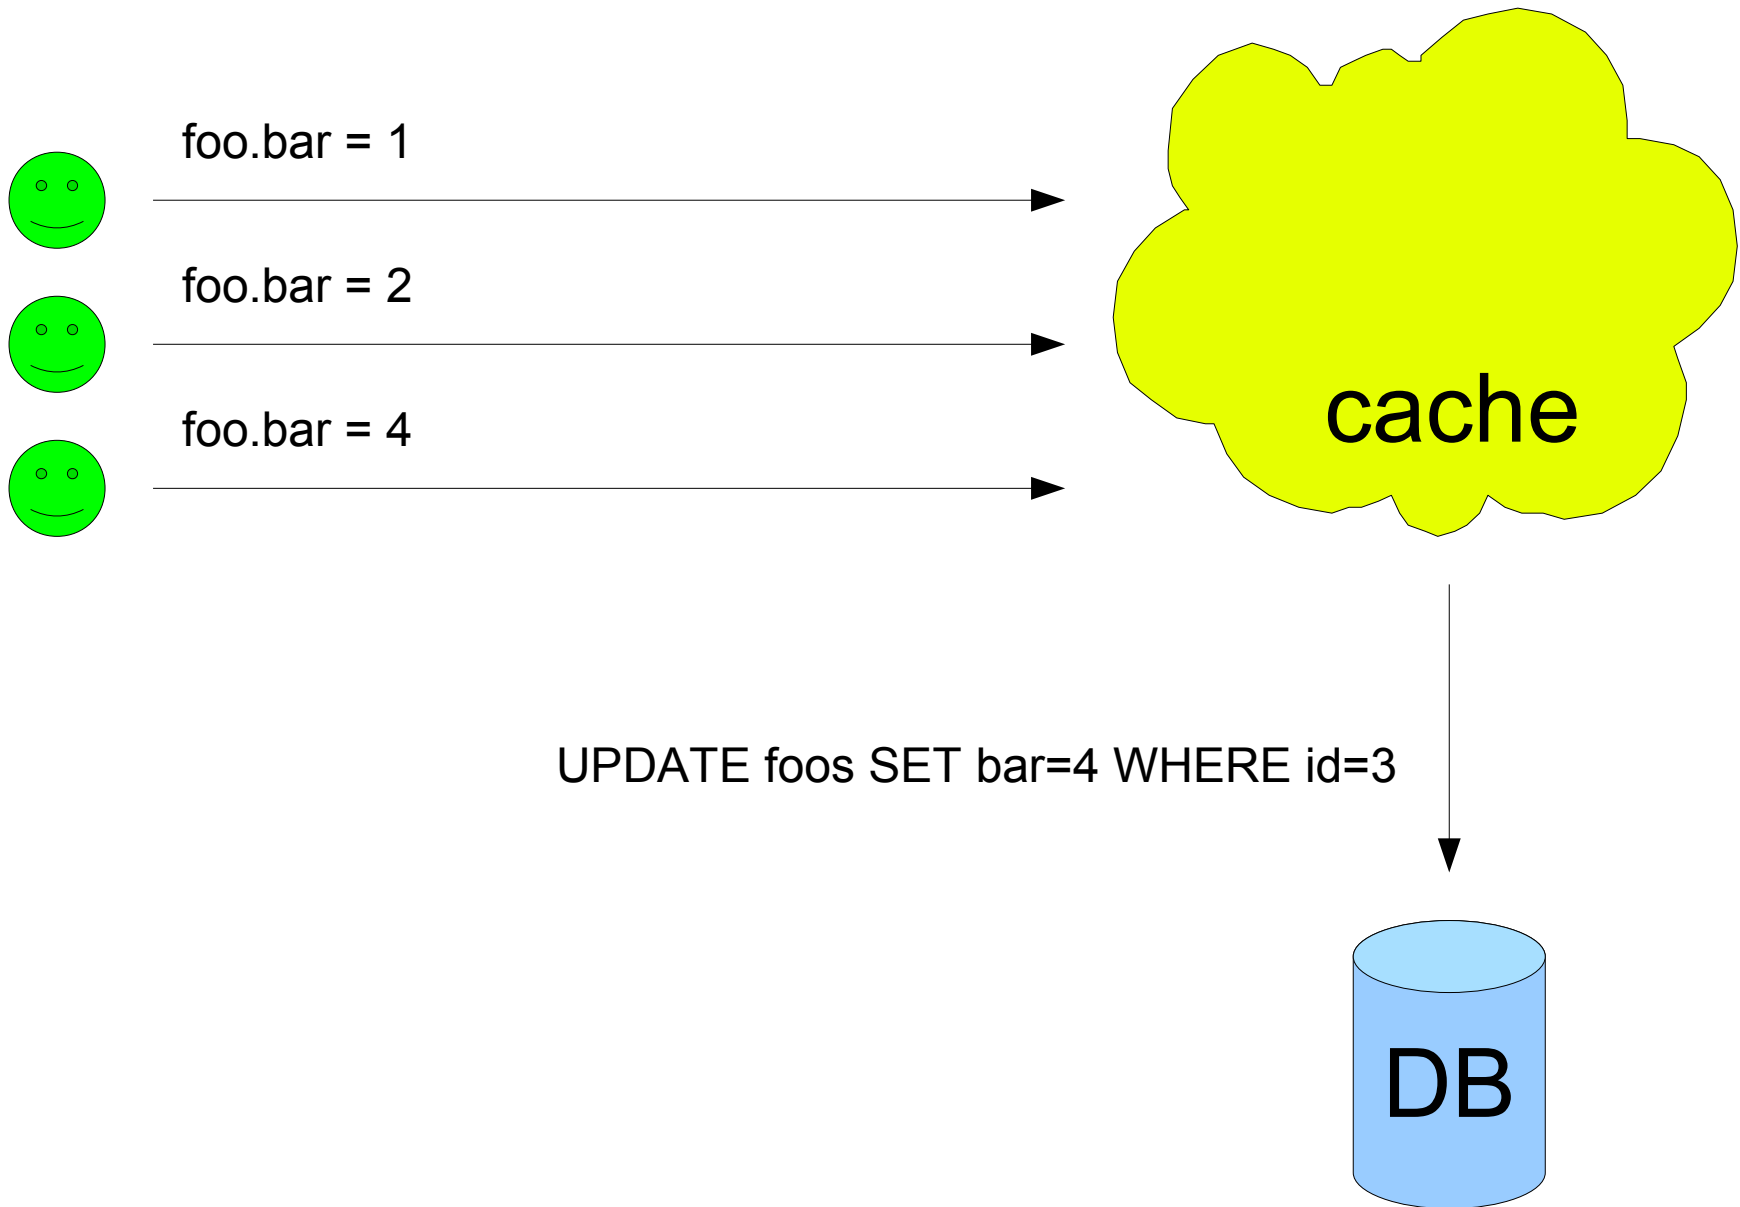 foo.bar = 1
foo.bar = 2
foo.bar = 4
cache
UPDATE foos SET bar=4 WHERE id=3
DB